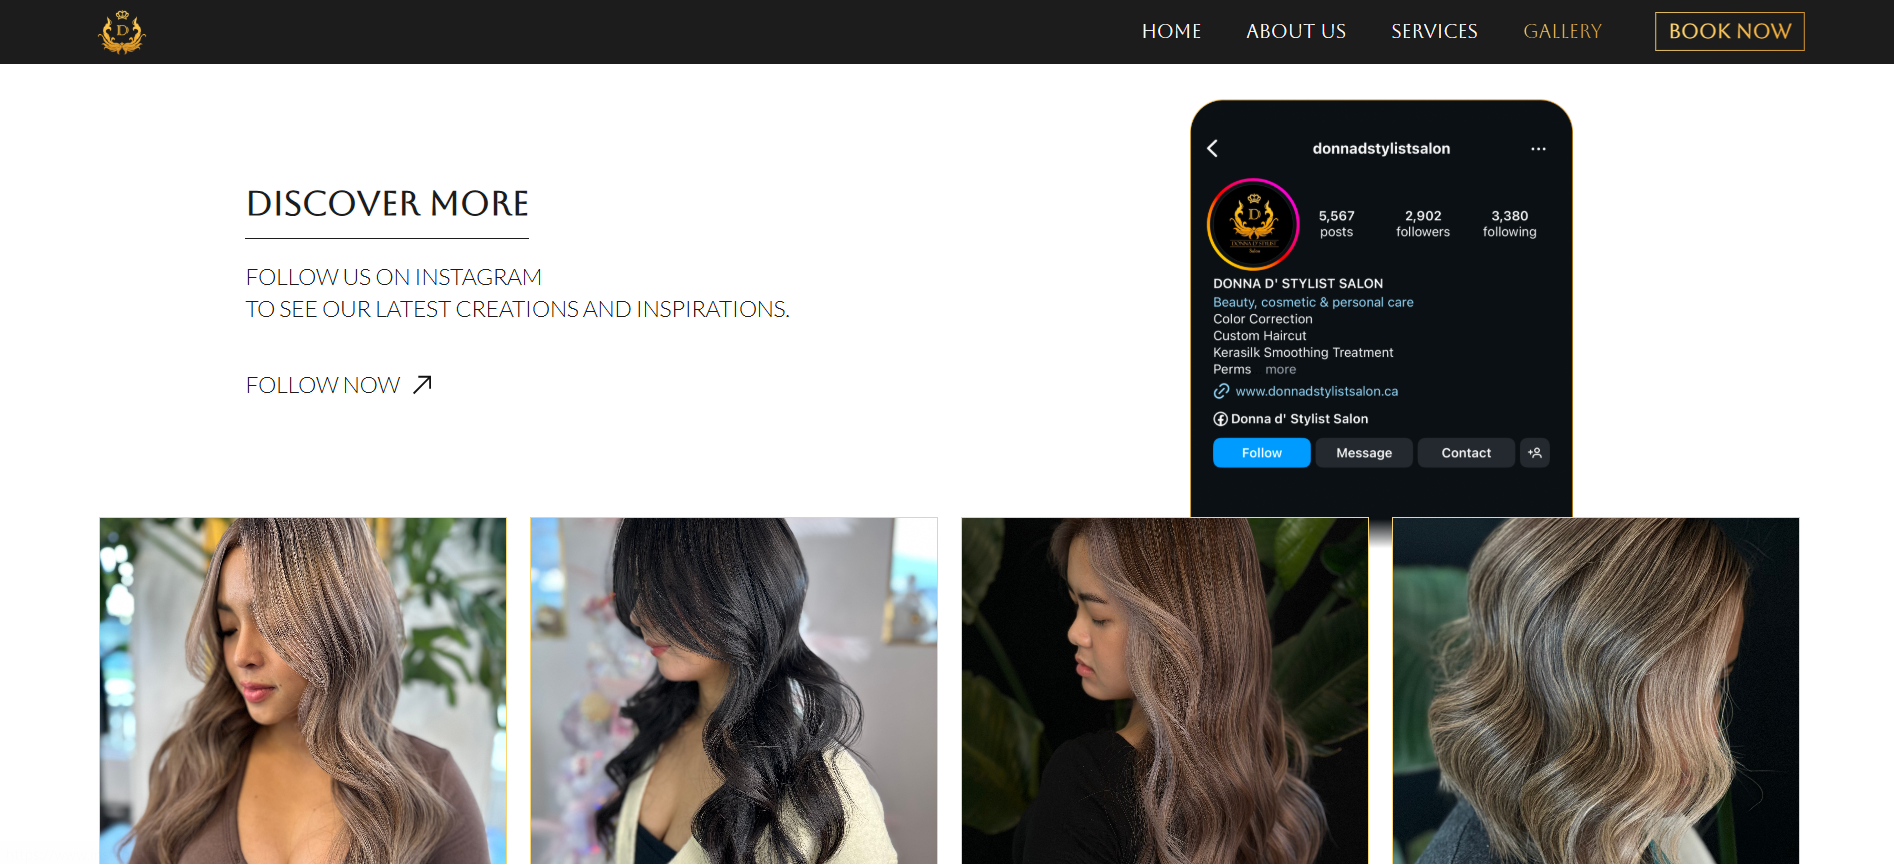 D
HOME
ABOUT US
SERVICES
GALLERY
BOOK NOW
DISCOVER MORE
FOLLOW US ON INSTAGRAM
TO SEE OUR LATEST CREATIONS AND INSPIRATIONS.
FOLLOW NOW
donnadstylistsalon
D
DONNA D' STYLIST
Salon
5,567 2,902 3,380
posts followers following
DONNA D' STYLIST SALON
Beauty, cosmetic & personal care
Color Correction
Custom Haircut
Kerasilk Smoothing Treatment
Perms more
www.donnadstylistsalon.ca
Donna d' Stylist Salon
Follow Message Contact